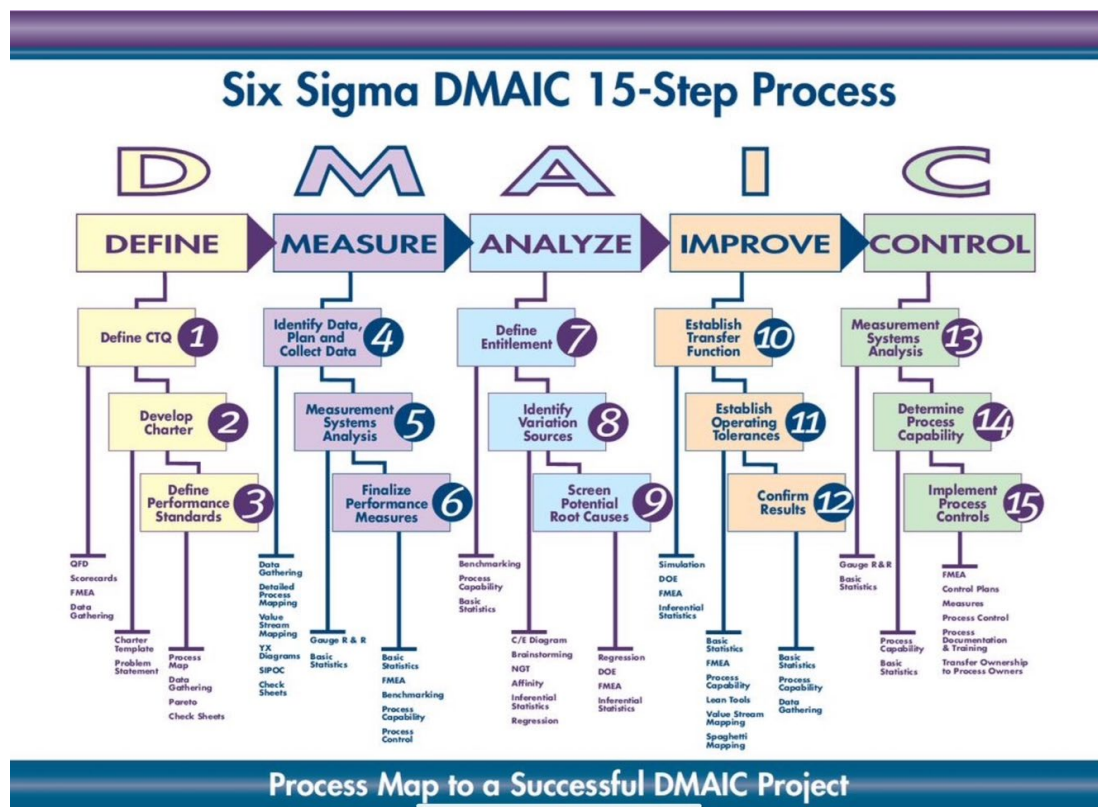 Six Sigma DMAIC 15-Step Process
D
M
A
I
C
DEFINE
MEASURE
ANALYZE
IMPROVE
CONTROL
Define CTQ
1
Develop
Charter
2
Define
Performance
Standards
3
QFD
Scorecards
FMEA
Data
Gathering
Charter
Template
Problem
Statement
Process
Map
Data
Gathering
Pareto
Check Sheets
Identify Data,
Plan and
Collect Data
4
Measurement
Systems
Analysis
5
Finalize
Performance
Measures
6
Data
Gathering
Detailed
Process
Mapping
Value
Stream
Mapping
YX
Diagrams
SIPOC
Check
Sheets
Gauge R & R
Basic
Statistics
Basic
Statistics
FMEA
Benchmarking
Process
Capability
Process
Control
Define
Entitlement
7
Identify
Variation
Sources
8
Screen
Potential
Root Causes
9
Benchmarking
Process
Capability
Basic
Statistics
C/E Diagram
Brainstorming
NGT
Affinity
Inferential
Statistics
Regression
Regression
DOE
FMEA
Inferential
Statistics
Establish
Transfer
Function
10
Establish
Operating
Tolerances
11
Confirm
Results
12
Simulation
DOE
FMEA
Inferential
Statistics
Basic
Statistics
FMEA
Process
Capability
Lean Tools
Value Stream
Mapping
Spaghetti
Mapping
Basic
Statistics
Process
Capability
Data
Gathering
Measurement
Systems
Analysis
13
Determine
Process
Capability
14
Implement
Process
Controls
15
Gauge R & R
Basic
Statistics
Process
Capability
Basic
Statistics
FMEA
Control Plans
Measures
Process Control
Process
Documentation
& Training
Transfer Ownership
to Process Owners
Process Map to a Successful DMAIC Project